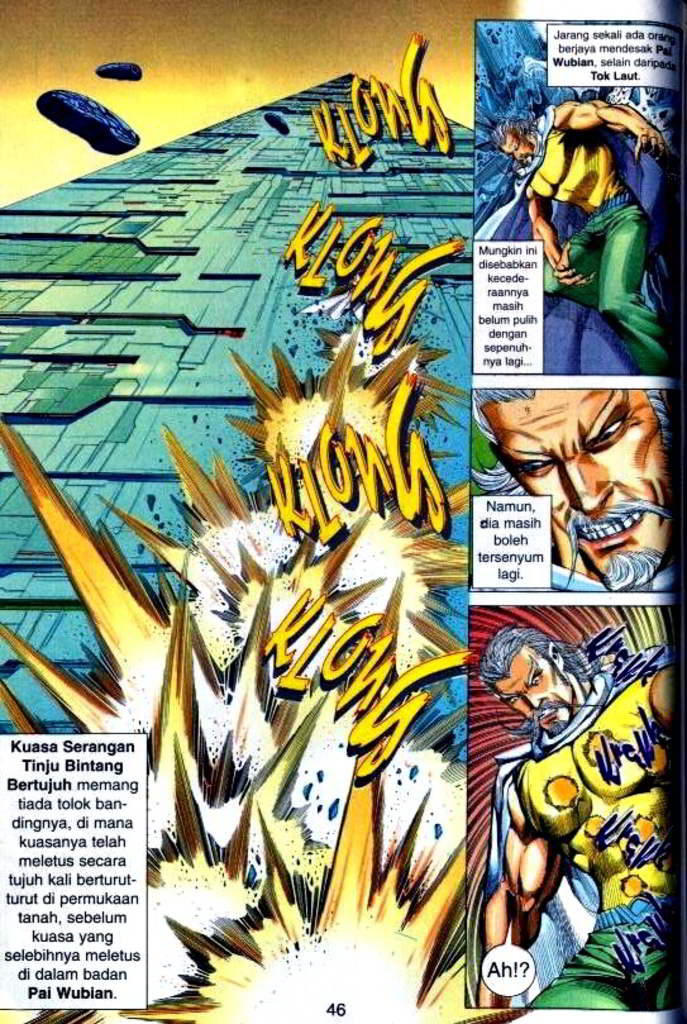 KLONG
KLONG
KLONG
KLONG
Kuasa Serangan
Tinju Bintang
Bertujuh memang
tiada tolok ban-
dingnya, di mana
kuasanya telah
meletus secara
tujuh kali berturut-
turut di permukaan
tanah, sebelum
kuasa yang
selebihnya meletus
di dalam badan
Pai Wubian.
Jarang sekali ada orang
berjaya mendesak Pai
Wubian, selain daripada
Tok Laut.
Mungkin ini
disebabkan
kecede-
raannya
masih
belum pulih
dengan
sepenuh-
nya lagi...
Namun,
dia masih
boleh
tersenyum
lagi.
Ah!?
46